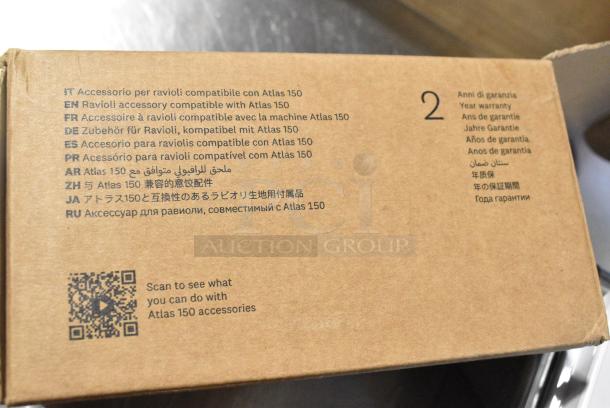 IT Accessorio per ravioli compatibile con Atlas 150
EN Ravioli accessory compatible with Atlas 150
FR Accessoire à ravioli compatible avec la machine Atlas 150
DE Zubehör für Ravioli, kompatibel mit Atlas 150
ES Accesorio para raviolis compatible con Atlas 150
PR Acessório para ravioli compatível com Atlas 150
AR Atlas 150 ملحق للرافيولي متوافق مع
ZH 与 Atlas 150 兼容的意饺配件
JA アトラス150と互換性のあるラビオリ生地用付属品
RU Аксессуар для равиоли, совместимый с Atlas 150
2
Anni di garanzia
Year warranty
Ans de garantie
Jahre Garantie
Años de garantía
Anos de garantia
سنتان ضمان
年质保
年の保証期間
Года гарантии
AUCTION GROUP
Scan to see what
you can do with
Atlas 150 accessories